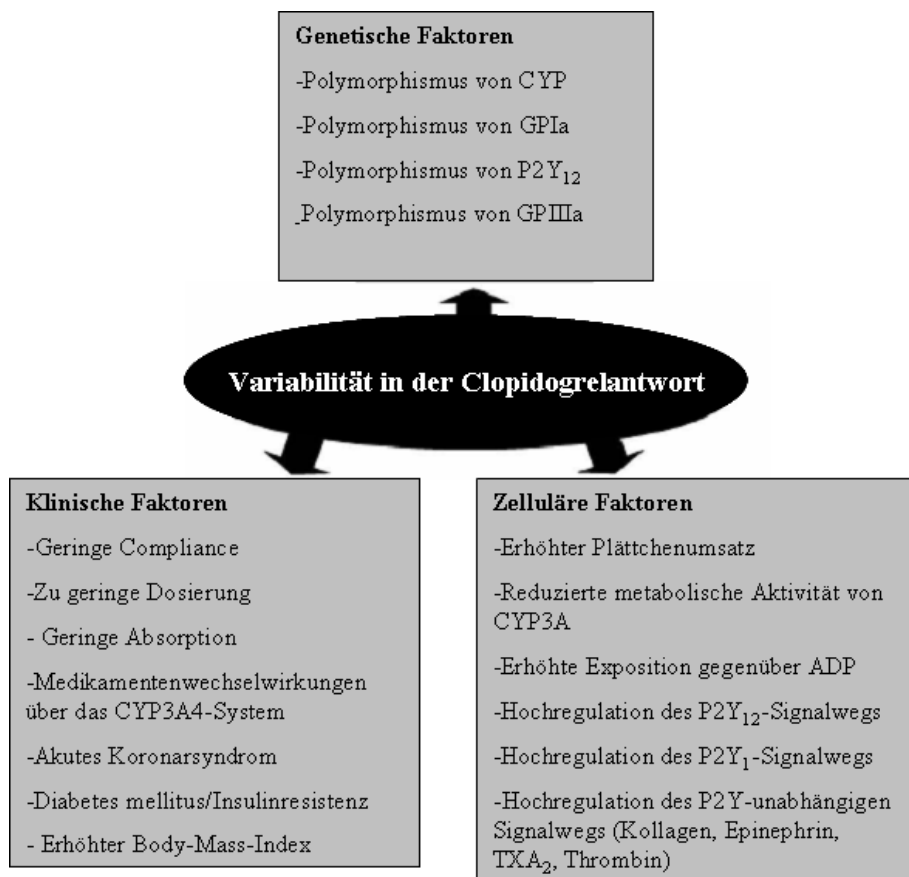 Genetische Faktoren
-Polymorphismus von CYP
-Polymorphismus von GPIa
-Polymorphismus von P2Y12
-Polymorphismus von GPIIIa
Variabilität in der Clopidogrelantwort
Klinische Faktoren
-Geringe Compliance
-Zu geringe Dosierung
- Geringe Absorption
-Medikamentenwechselwirkungen
über das CYP3A4-System
-Akutes Koronarsyndrom
-Diabetes mellitus/Insulinresistenz
- Erhöhter Body-Mass-Index
Zelluläre Faktoren
-Erhöhter Plättchenumsatz
-Reduzierte metabolische Aktivität von
CYP3A
-Erhöhte Exposition gegenüber ADP
-Hochregulation des P2Y12-Signalwegs
-Hochregulation des P2Y1-Signalwegs
-Hochregulation des P2Y-unabhängigen
Signalwegs (Kollagen, Epinephrin,
TXA2, Thrombin)